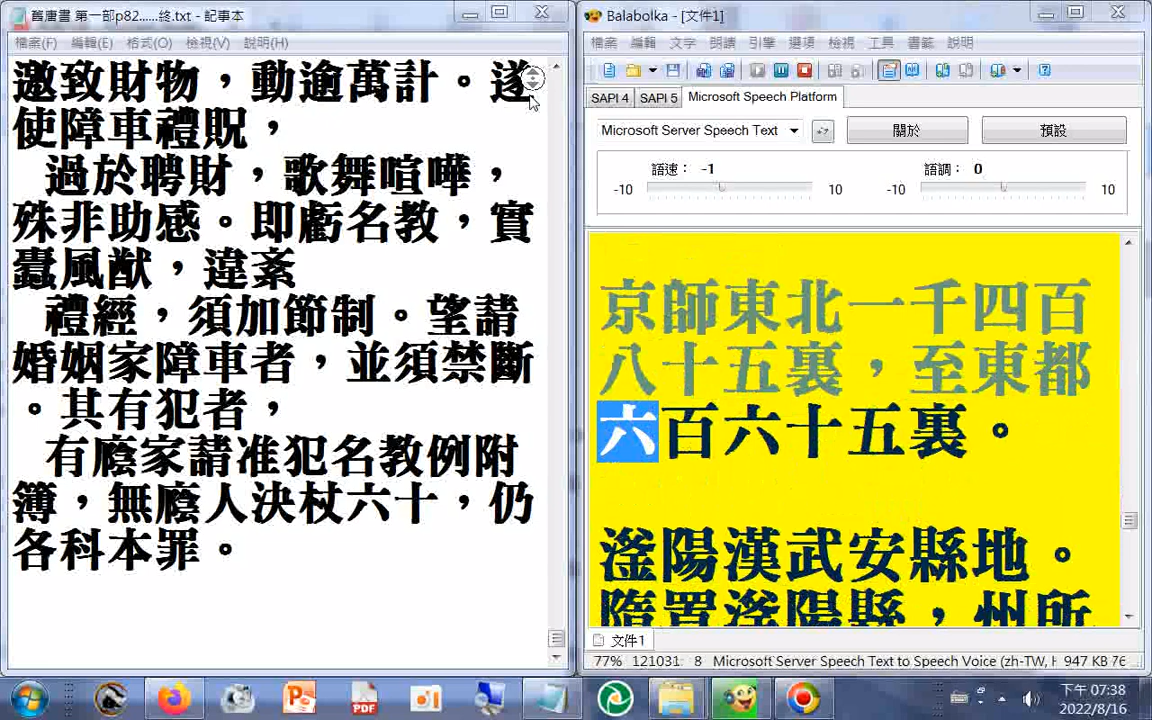 舊唐書 第一部p82......終.txt - 記事本
檔案(F) 編輯(E) 格式(O) 檢視(V) 說明(H)
邀致財物，動逾萬計。遂
使障車禮貺，
過於聘財，歌舞喧嘩，
殊非助感。即虧名教，實
蠹風猷，違紊
禮經，須加節制。望請
婚姻家障車者，並須禁斷
。其有犯者，
有廕家請准犯名教例附
簿，無廕人決杖六十，仍
各科本罪。
Balabolka - [文件1]
檔案 編輯 文字 朗讀 引擎 選項 檢視 工具 書籤 說明
SAPI 4 SAPI 5 Microsoft Speech Platform
Microsoft Server Speech Text 關於 預設
語速： -1 語調： 0
-10 10 -10 10
京師東北一千四百
八十五裏，至東都
六百六十五裏。
滏陽漢武安縣地。
隋置滏陽縣，州所
文件1
77% 121031: 8 Microsoft Server Speech Text to Speech Voice (zh-TW, H 947 KB 76
下午 07:38
2022/8/16